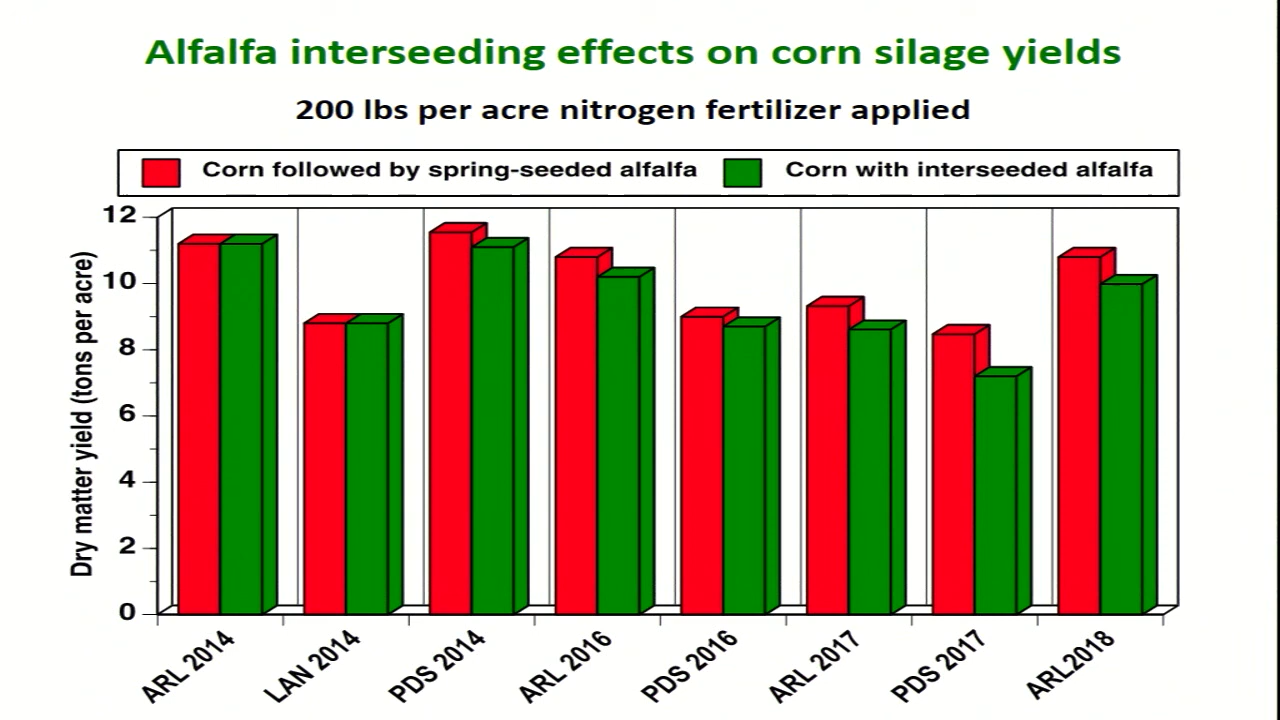 Alfalfa interseeding effects on corn silage yields
200 lbs per acre nitrogen fertilizer applied
Corn followed by spring-seeded alfalfa
Corn with interseeded alfalfa
Dry matter yield (tons per acre)
12
10
8
6
4
2
0
ARL 2014
LAN 2014
PDS 2014
ARL 2016
PDS 2016
ARL 2017
PDS 2017
ARL2018